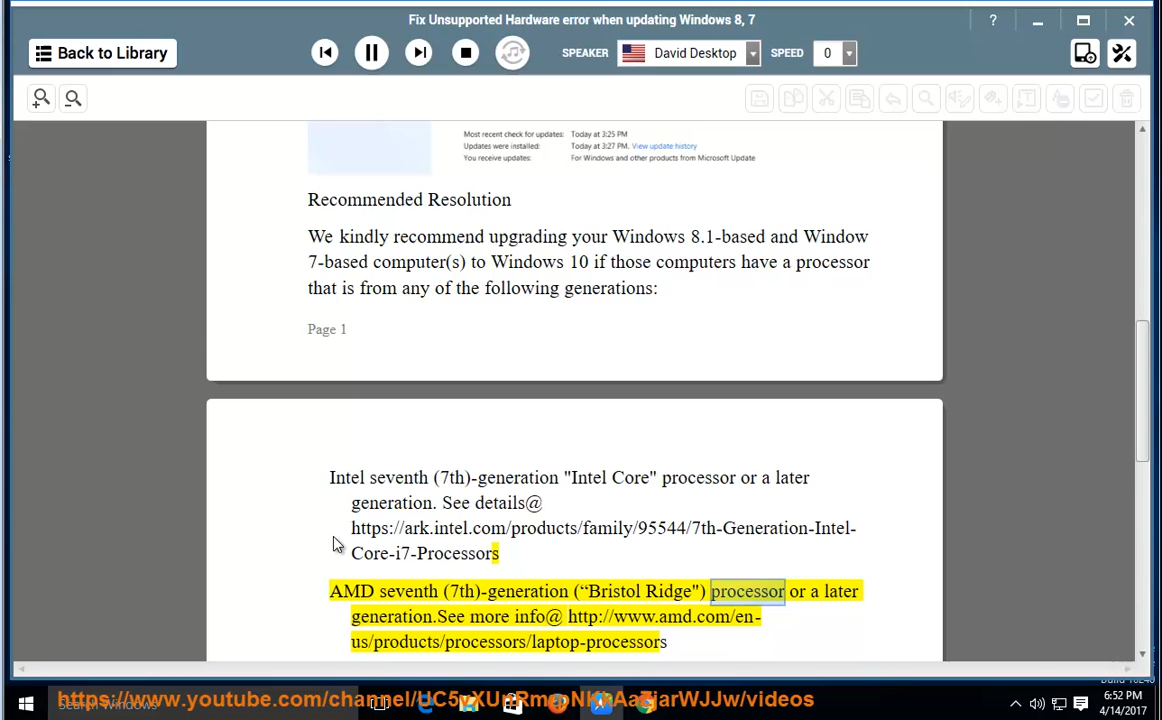 Fix Unsupported Hardware error when updating Windows 8, 7
Back to Library
SPEAKER
David Desktop
SPEED
0
Most recent check for updates: Today at 3:25 PM
Updates were installed: Today at 3:27 PM. View update history
You receive updates: For Windows and other products from Microsoft Update
Recommended Resolution
We kindly recommend upgrading your Windows 8.1-based and Window
7-based computer(s) to Windows 10 if those computers have a processor
that is from any of the following generations:
Page 1
Intel seventh (7th)-generation "Intel Core" processor or a later
generation. See details@
https://ark.intel.com/products/family/95544/7th-Generation-Intel-
Core-i7-Processors
AMD seventh (7th)-generation (“Bristol Ridge") processor or a later
generation.See more info@ http://www.amd.com/en-
us/products/processors/laptop-processors
6:52 PM
4/14/2017